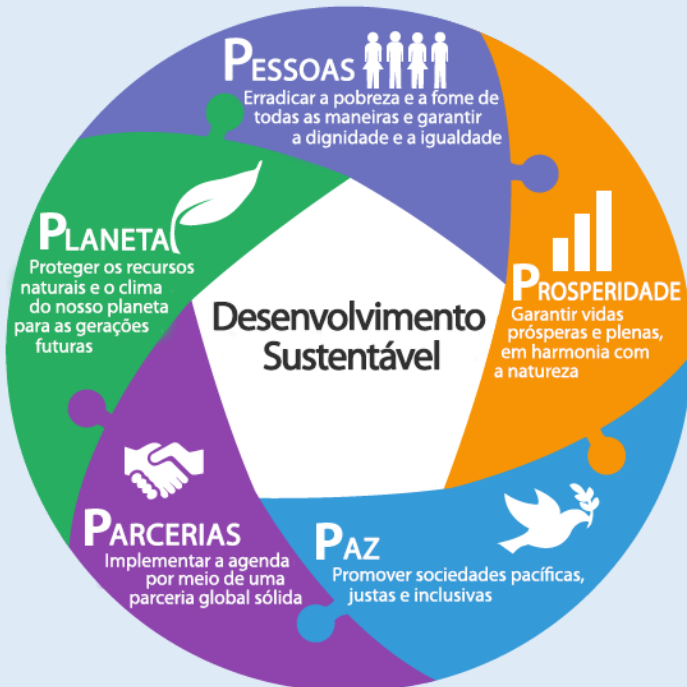 PESSOAS
Erradicar a pobreza e a fome de
todas as maneiras e garantir
a dignidade e a igualdade
PROSPERIDADE
Garantir vidas
prósperas e plenas,
em harmonia com
a natureza
PAZ
Promover sociedades pacíficas,
justas e inclusivas
PARCERIAS
Implementar a agenda
por meio de uma
parceria global sólida
PLANETA
Proteger os recursos
naturais e o clima
do nosso planeta
para as gerações
futuras
Desenvolvimento
Sustentável